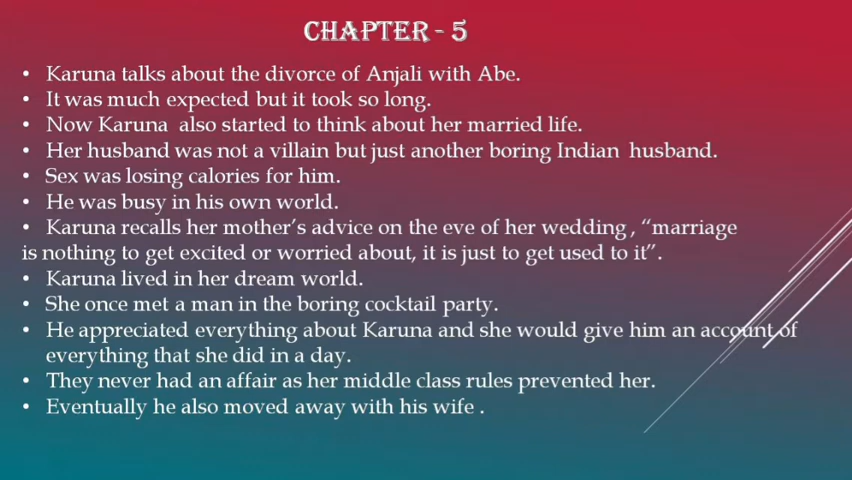 CHAPTER - 5
• Karuna talks about the divorce of Anjali with Abe.
• It was much expected but it took so long.
• Now Karuna also started to think about her married life.
• Her husband was not a villain but just another boring Indian husband.
• Sex was losing calories for him.
• He was busy in his own world.
• Karuna recalls her mother’s advice on the eve of her wedding , “marriage
is nothing to get excited or worried about, it is just to get used to it”.
• Karuna lived in her dream world.
• She once met a man in the boring cocktail party.
• He appreciated everything about Karuna and she would give him an account of
everything that she did in a day.
• They never had an affair as her middle class rules prevented her.
• Eventually he also moved away with his wife .